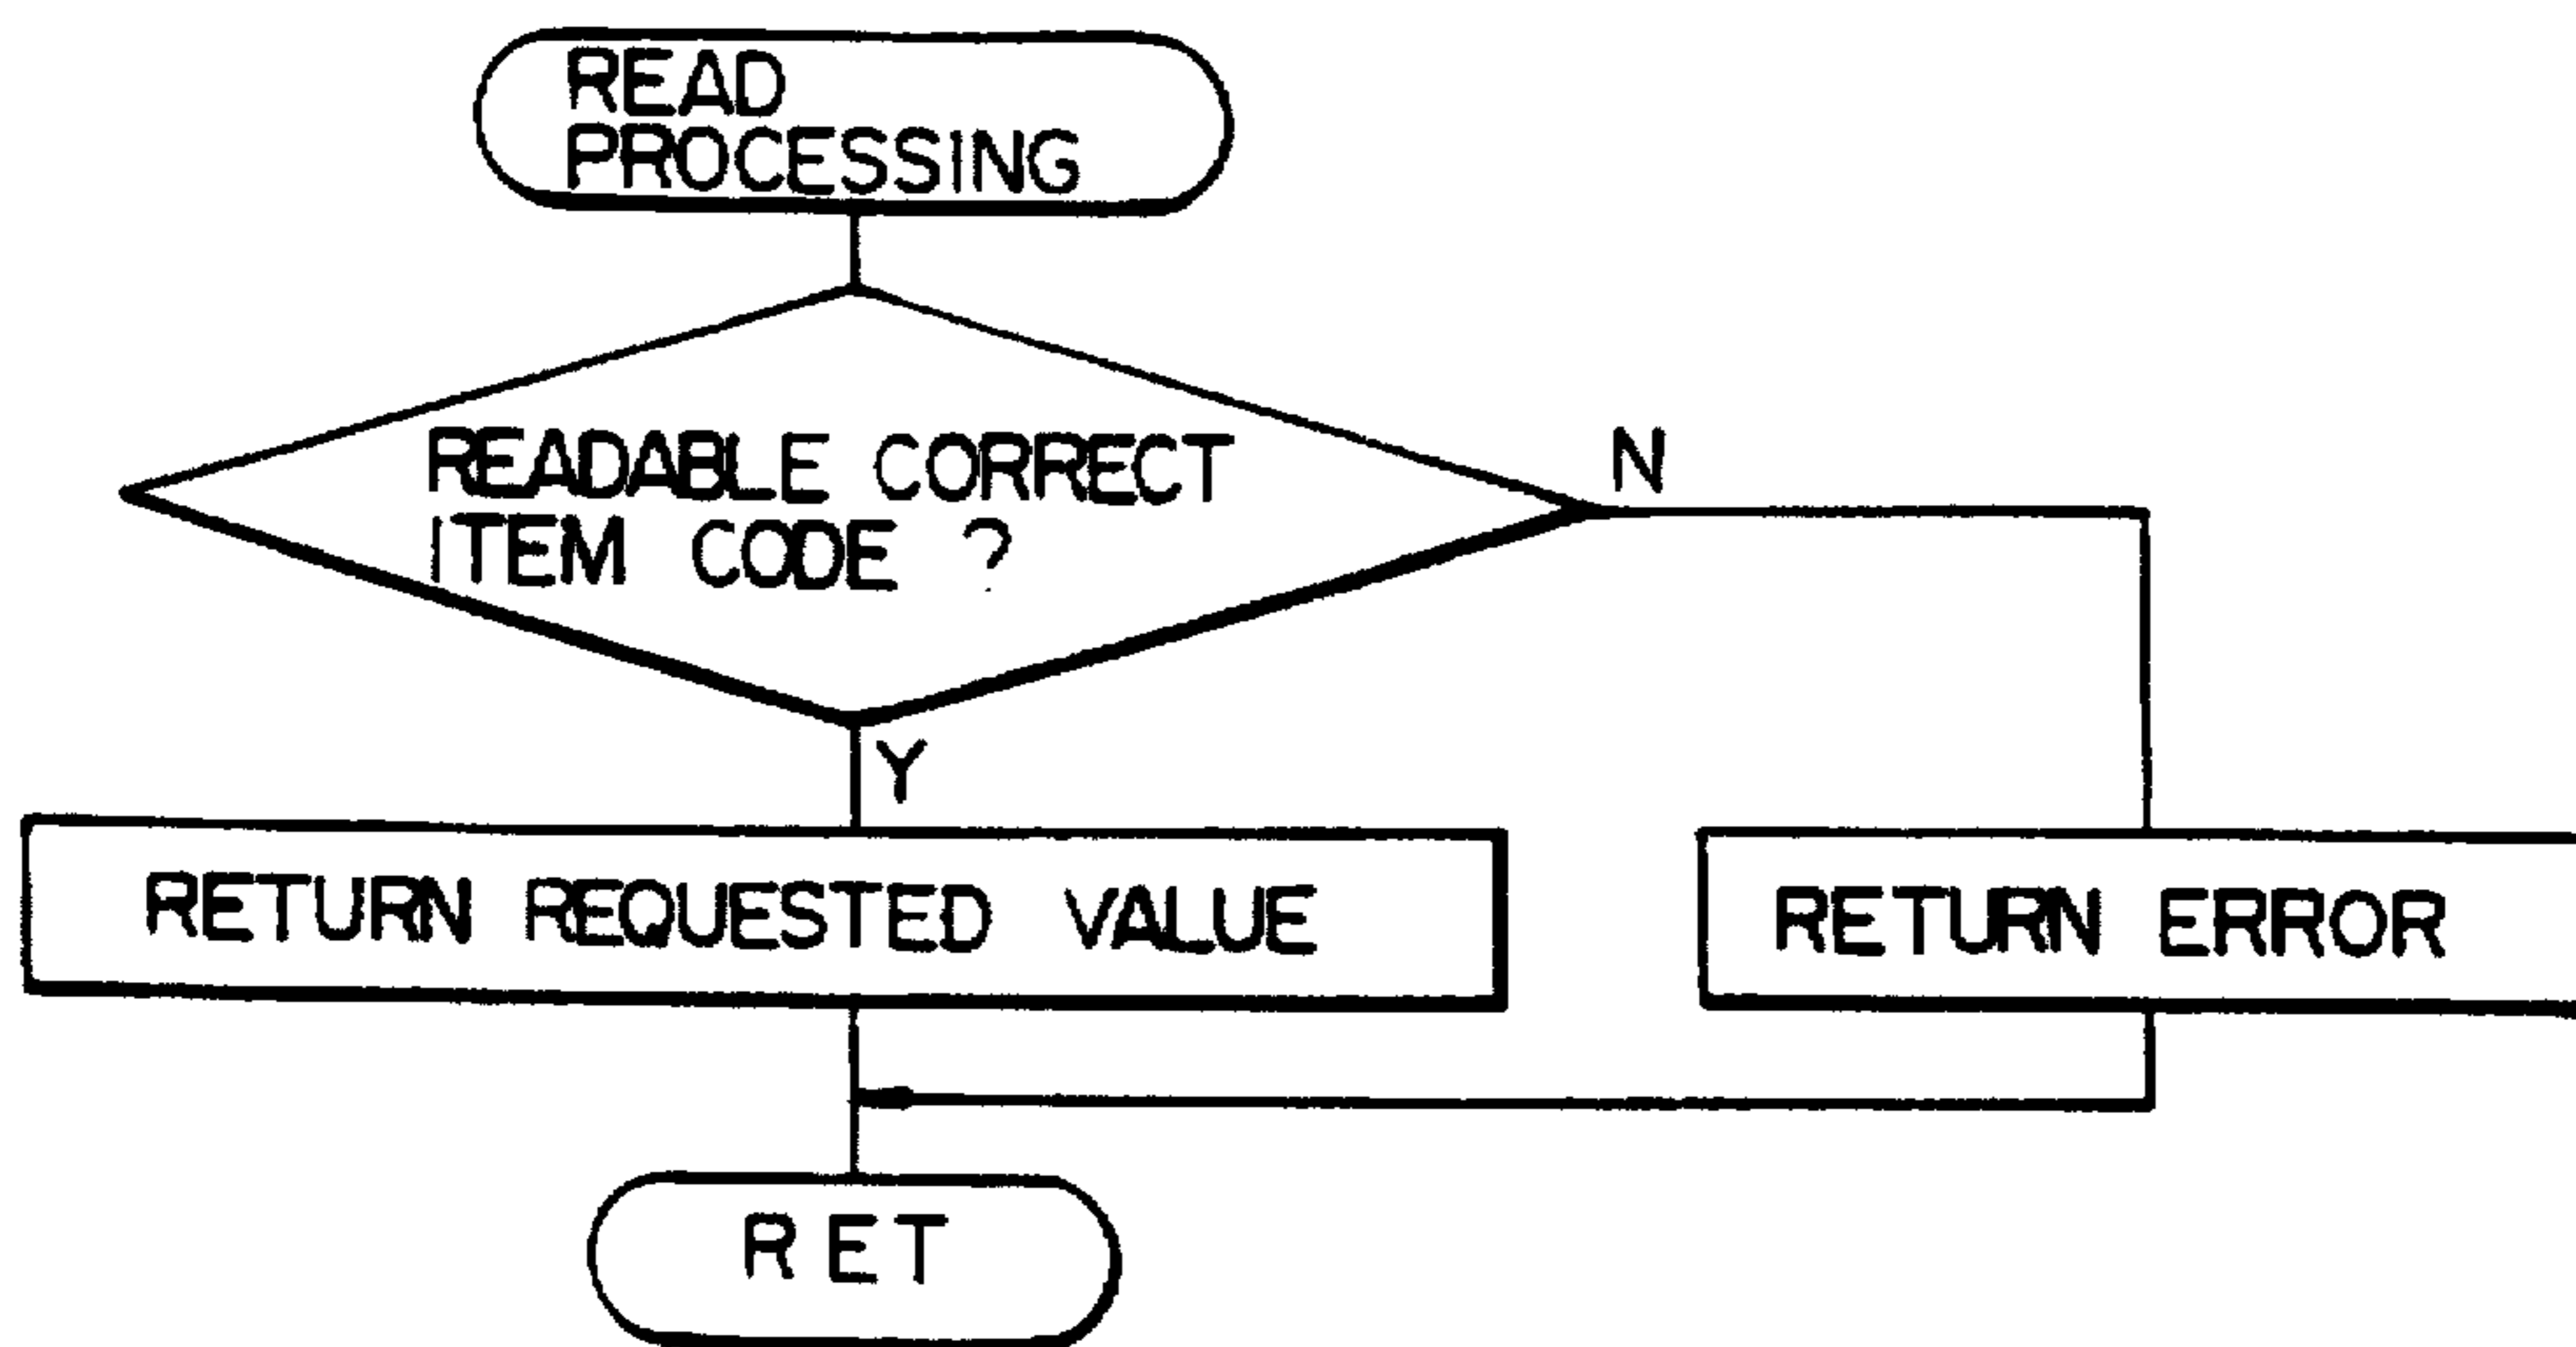 READ
PROCESSING
READABLE CORRECT
ITEM CODE ?
N
Y
RETURN REQUESTED VALUE
RETURN ERROR
RET